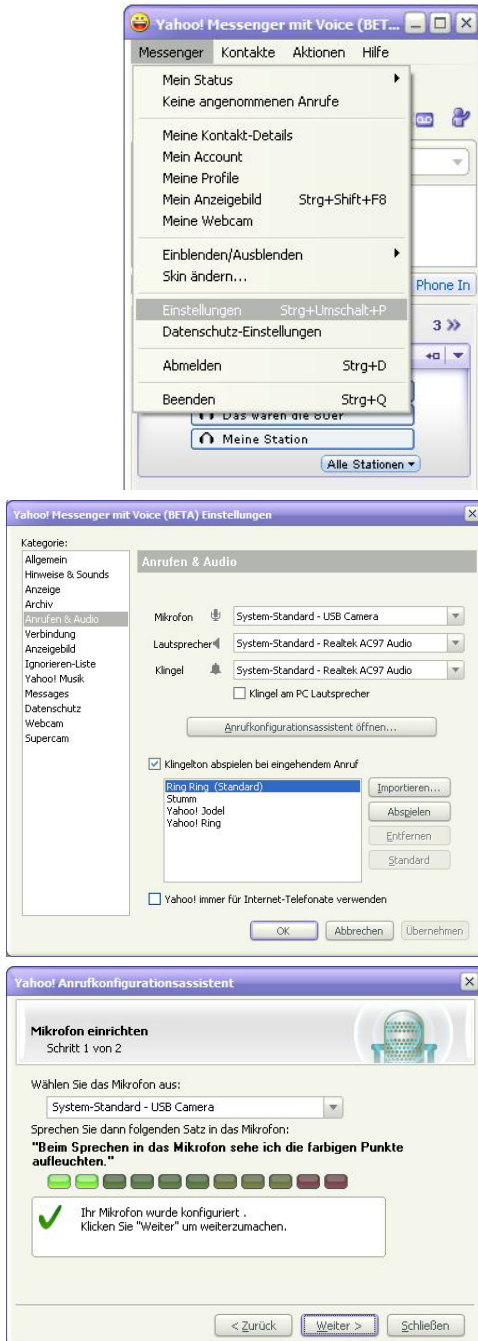 Yahoo! Messenger mit Voice (BET...
Messenger Kontakte Aktionen Hilfe
Mein Status
Keine angenommenen Anrufe
Meine Kontakt-Details
Mein Account
Meine Profile
Mein Anzeigebild Strg+Shift+F8
Meine Webcam
Einblenden/Ausblenden
Skin ändern...
Phone In
Einstellungen Strg+Umschalt+P
3 >>
Datenschutz-Einstellungen
Abmelden Strg+D
Beenden Strg+Q
Das waren die 80er
Meine Station
Alle Stationen
Yahoo! Messenger mit Voice (BETA) Einstellungen
Kategorie:
Allgemein
Hinweise & Sounds
Anzeige
Archiv
Anrufen & Audio
Verbindung
Anzeigebild
Ignorieren-Liste
Yahoo! Musik
Messages
Datenschutz
Webcam
Supercam
Anrufen & Audio
Mikrofon System-Standard - USB Camera
Lautsprecher System-Standard - Realtek AC97 Audio
Klingel System-Standard - Realtek AC97 Audio
Klingel am PC Lautsprecher
Anrufkonfigurationsassistent öffnen...
Klingelton abspielen bei eingehendem Anruf
Ring Ring (Standard)
Stumm
Yahoo! Jodel
Yahoo! Ring
Importieren...
Abspielen
Entfernen
Standard
Yahoo! immer für Internet-Telefonate verwenden
OK Abbrechen Übernehmen
Yahoo! Anrufkonfigurationsassistent
Mikrofon einrichten
Schritt 1 von 2
Wählen Sie das Mikrofon aus:
System-Standard - USB Camera
Sprechen Sie dann folgenden Satz in das Mikrofon:
"Beim Sprechen in das Mikrofon sehe ich die farbigen Punkte
aufleuchten."
Ihr Mikrofon wurde konfiguriert .
Klicken Sie "Weiter" um weiterzumachen.
< Zurück Weiter > Schließen